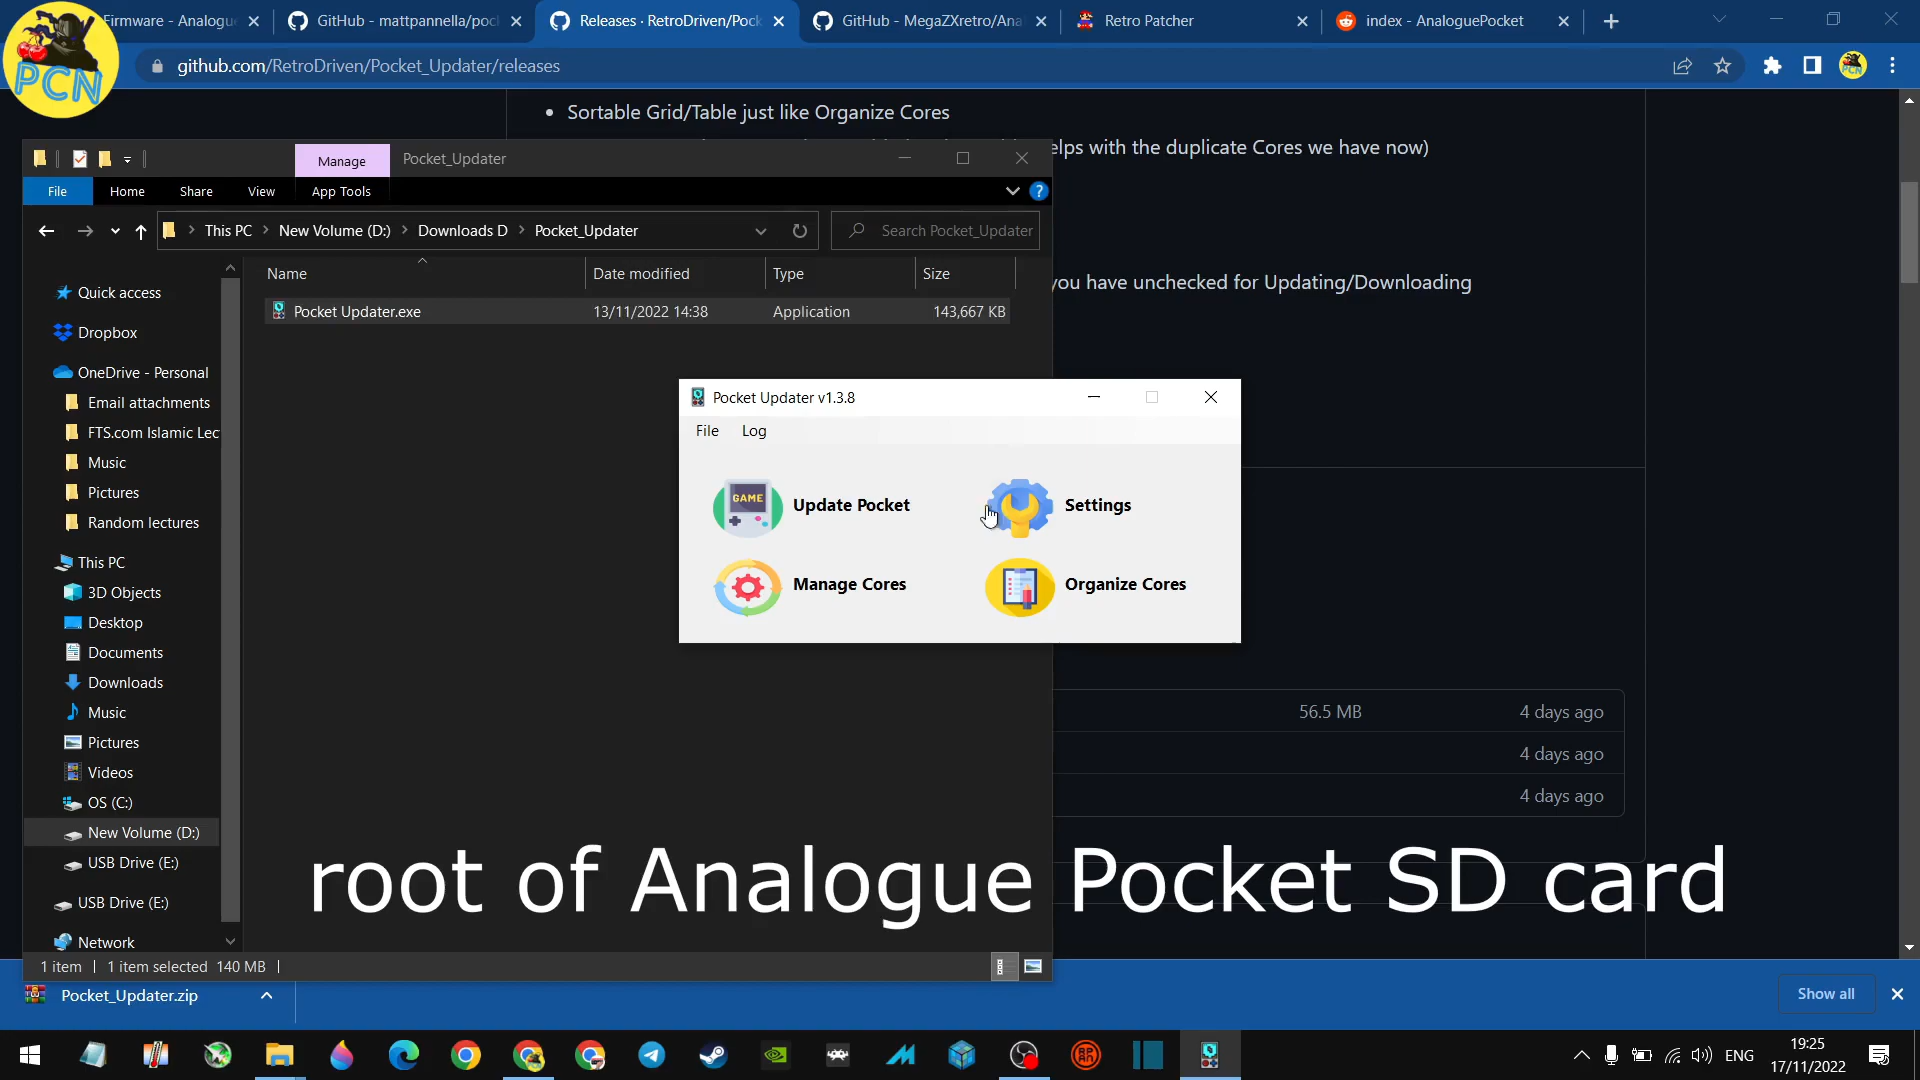 Firmware - Analogue
GitHub - mattpannella/pock
Releases · RetroDriven/Pock
GitHub - MegaZXretro/Ana
Retro Patcher
index - AnaloguePocket
github.com/RetroDriven/Pocket_Updater/releases
PCN
Sortable Grid/Table just like Organize Cores
elps with the duplicate Cores we have now)
you have unchecked for Updating/Downloading
56.5 MB
4 days ago
4 days ago
4 days ago
Manage
Pocket_Updater
File
Home
Share
View
App Tools
This PC
New Volume (D:)
Downloads D
Pocket_Updater
Search Pocket_Updater
Name
Date modified
Type
Size
Pocket Updater.exe
13/11/2022 14:38
Application
143,667 KB
Quick access
Dropbox
OneDrive - Personal
Email attachments
FTS.com Islamic Lec
Music
Pictures
Random lectures
This PC
3D Objects
Desktop
Documents
Downloads
Music
Pictures
Videos
OS (C:)
New Volume (D:)
USB Drive (E:)
USB Drive (E:)
Network
1 item
1 item selected 140 MB
Pocket Updater v1.3.8
File
Log
GAME
Update Pocket
Settings
Manage Cores
Organize Cores
root of Analogue Pocket SD card
Pocket_Updater.zip
Show all
ENG
19:25
17/11/2022